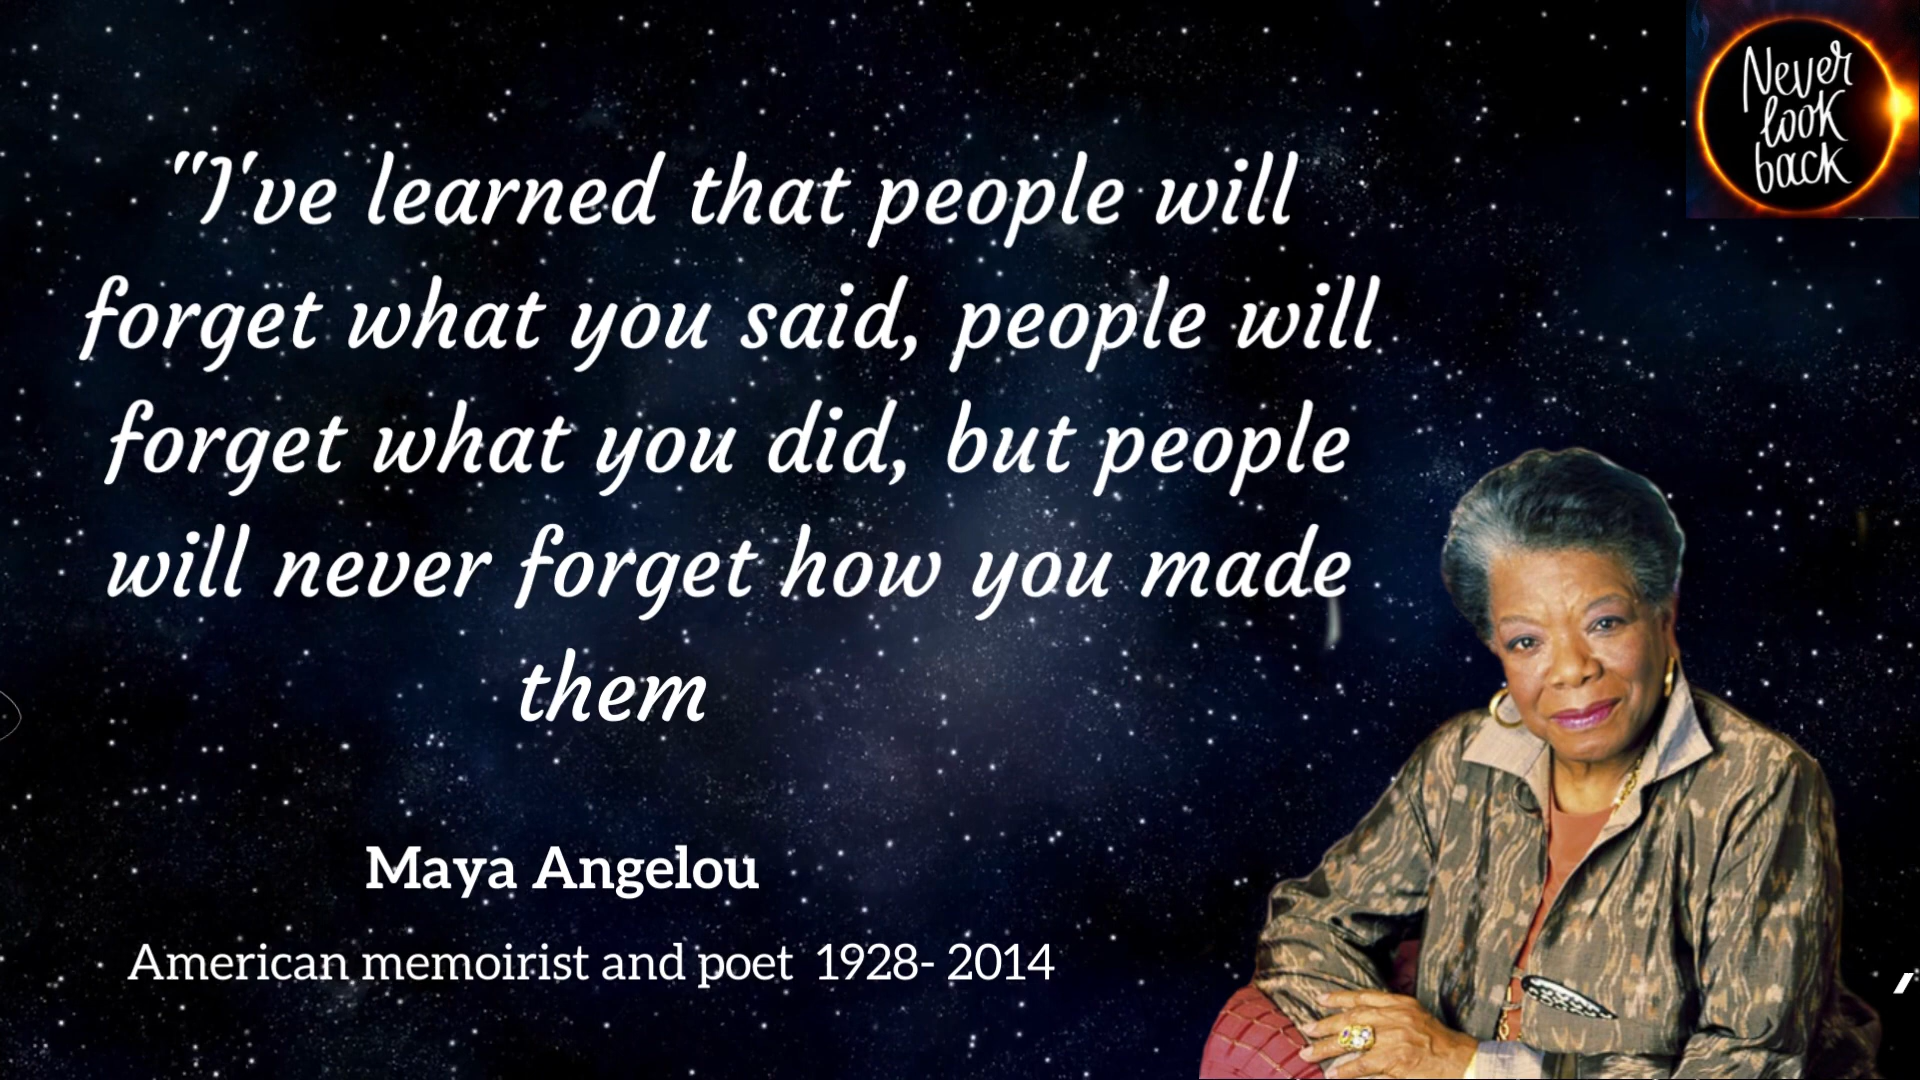 "I've learned that people will
forget what you said, people will
forget what you did, but people
will never forget how you made
them
Maya Angelou
American memoirist and poet 1928- 2014
Never
look
back